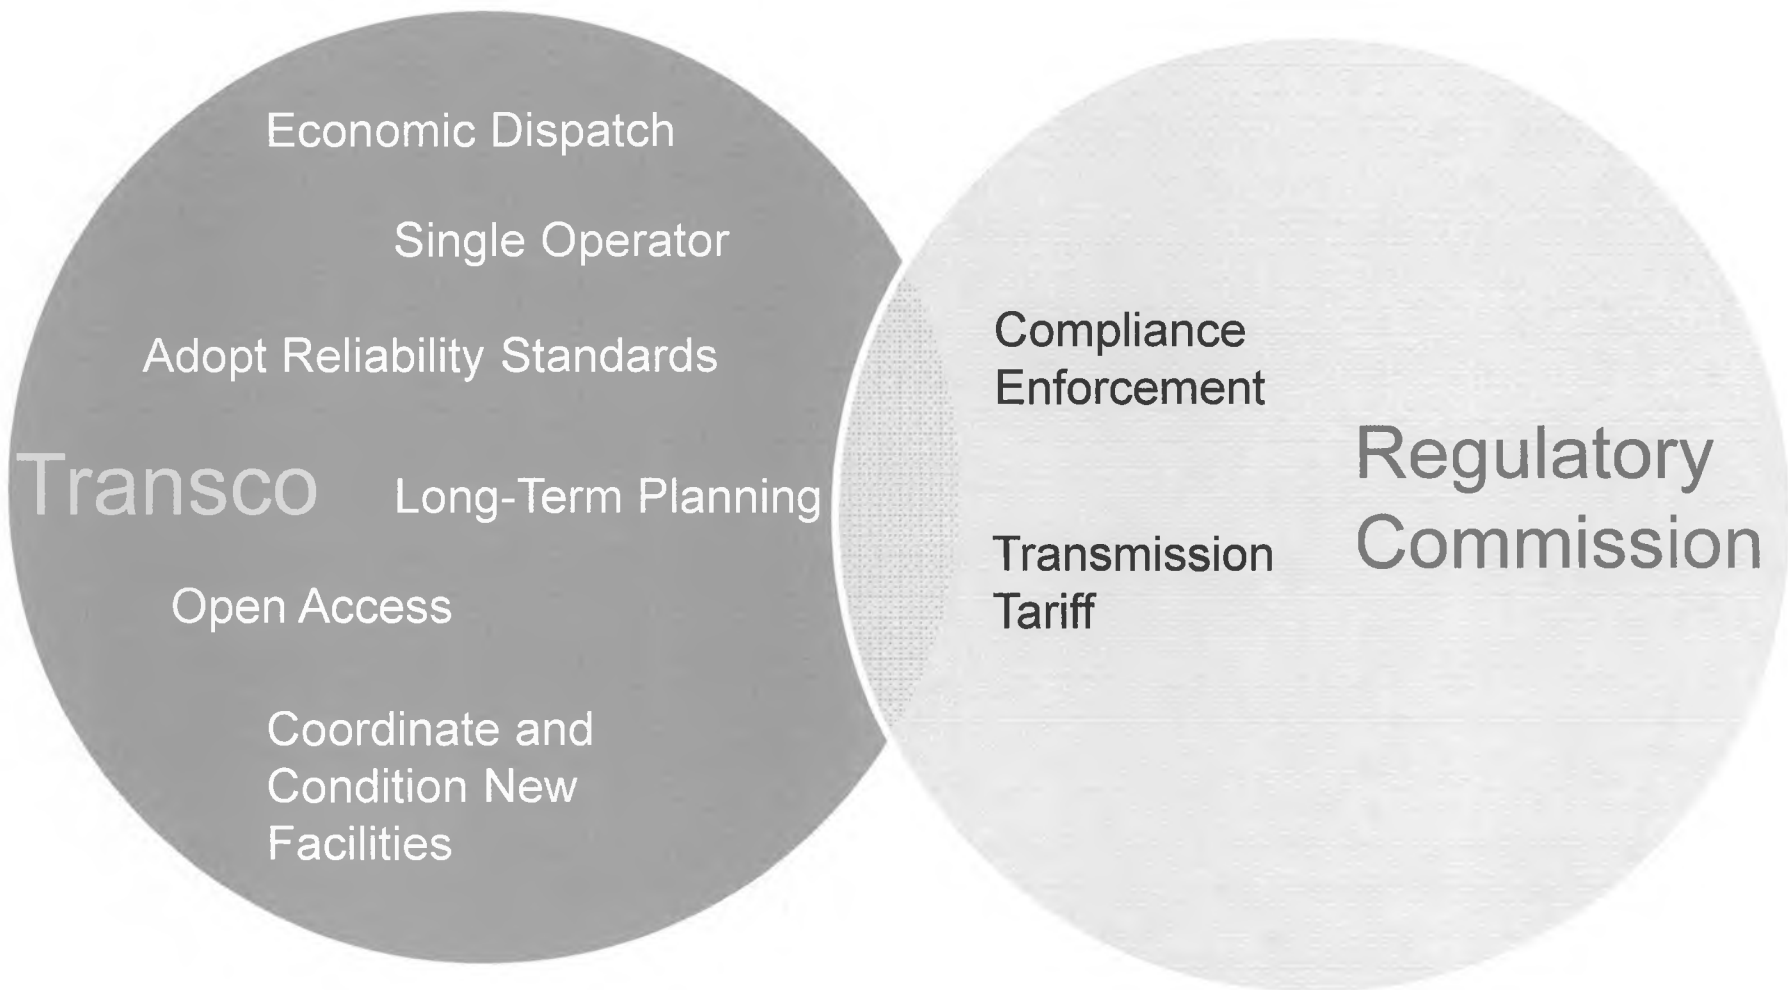 Economic Dispatch
Single Operator
Adopt Reliability Standards
Transco
Long-Term Planning
Open Access
Coordinate and
Condition New
Facilities
Compliance
Enforcement
Transmission
Tariff
Regulatory
Commission